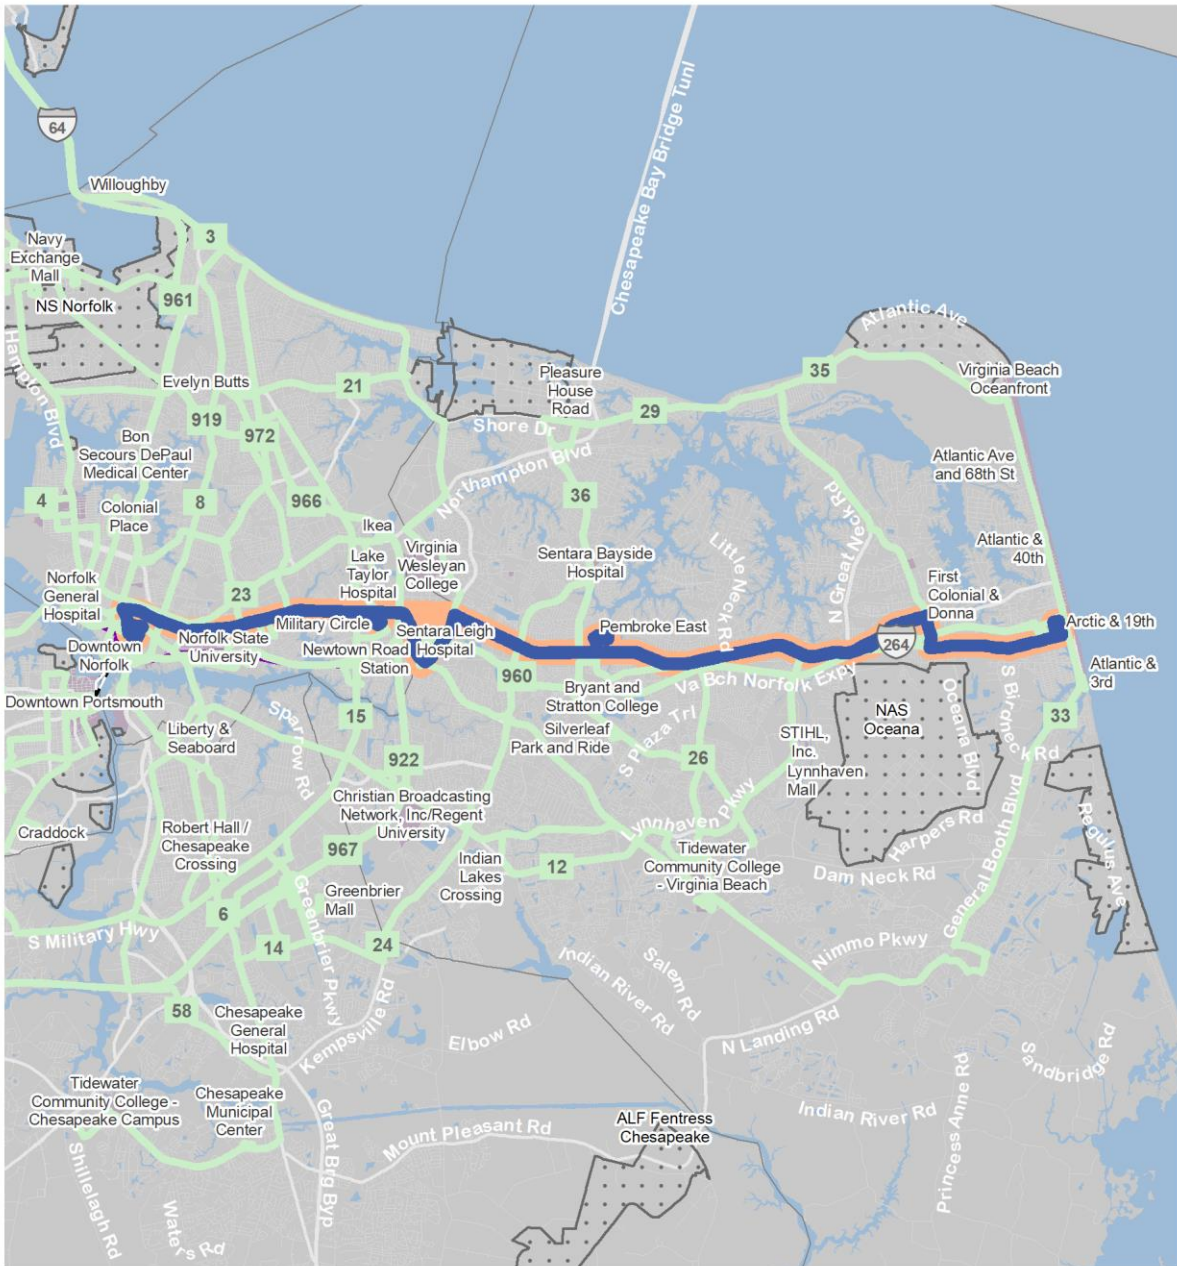 64
Willoughby
3
Chesapeake Bay Bridge Tunl
Navy
Exchange
Mall
NS Norfolk
961
Hampton Blvd
Atlantic Ave
Virginia Beach
Oceanfront
35
Evelyn Butts
21
Pleasure
House
Road
29
919
972
Shore Dr
Bon
Secours DePaul
Medical Center
Northampton Blvd
Atlantic Ave
and 68th St
4
Colonial
Place
8
966
36
N Great Neck Rd
Ikea
Little Neck Rd
Lake
Taylor
Hospital
Virginia
Wesleyan
College
Sentara Bayside
Hospital
Atlantic &
40th
Norfolk
General
Hospital
23
First
Colonial &
Donna
Military Circle
Pembroke East
Arctic & 19th
Norfolk State
University
Sentara Leigh
Hospital
264
Downtown
Norfolk
Newtown Road
Station
960
Va Bch Norfolk Expy
Atlantic &
3rd
Downtown Portsmouth
Bryant and
Stratton College
S Birdneck Rd
Oceana Blvd
NAS
Oceana
15
Sparrow Rd
33
Liberty &
Seaboard
Silverleaf
Park and Ride
S Plaza Trl
STIHL,
Inc.
Lynnhaven
Mall
922
26
Christian Broadcasting
Network, Inc/Regent
University
Lynnhaven Pkwy
Craddock
Robert Hall /
Chesapeake
Crossing
967
Indian
Lakes
Crossing
12
Tidewater
Community College
- Virginia Beach
Harpers Rd
Dam Neck Rd
General Booth Blvd
Regulus Ave
Greenbrier
Mall
6
S Military Hwy
14
Greenbrier Pkwy
24
Nimmo Pkwy
Salem Rd
Indian River Rd
58
Chesapeake
General
Hospital
Kempsville Rd
Elbow Rd
N Landing Rd
Sandbridge Rd
Tidewater
Community College -
Chesapeake Campus
Chesapeake
Municipal
Center
Great Brg Byp
Mount Pleasant Rd
ALF Fentress
Chesapeake
Indian River Rd
Princess Anne Rd
Shillelagh Rd
Waters Rd